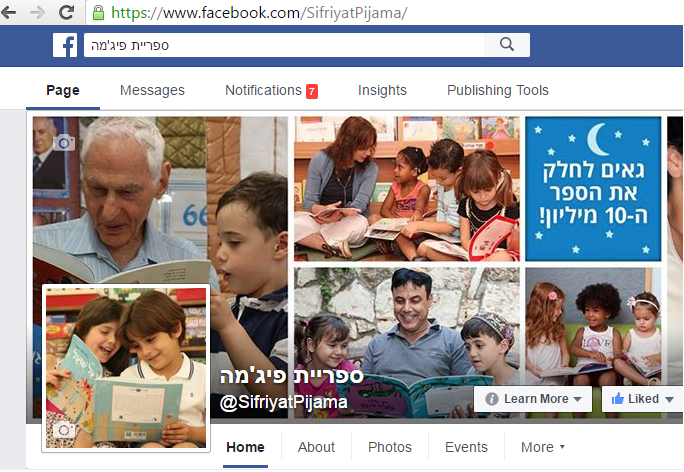 https://www.facebook.com/SifriyatPijama/
ספריית פיג'מה
Page Messages Notifications 7 Insights Publishing Tools
66
גאים לחלק
את הספר
ה-10 מיליון!
ספריית פיג'מה
@SifriyatPijama
Learn More Liked
Home About Photos Events More